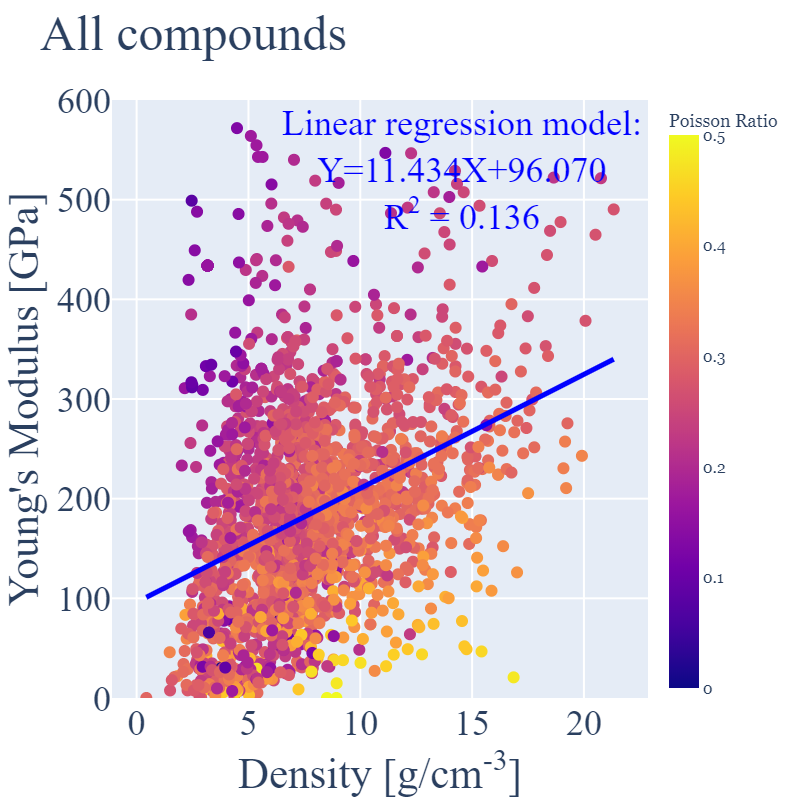 All compounds
Linear regression model:
Y=11.434X+96.070
R² = 0.136
Poisson Ratio
0.5
0.4
0.3
0.2
0.1
0
Young's Modulus [GPa]
600
500
400
300
200
100
0
0
5
10
15
20
Density [g/cm⁻³]